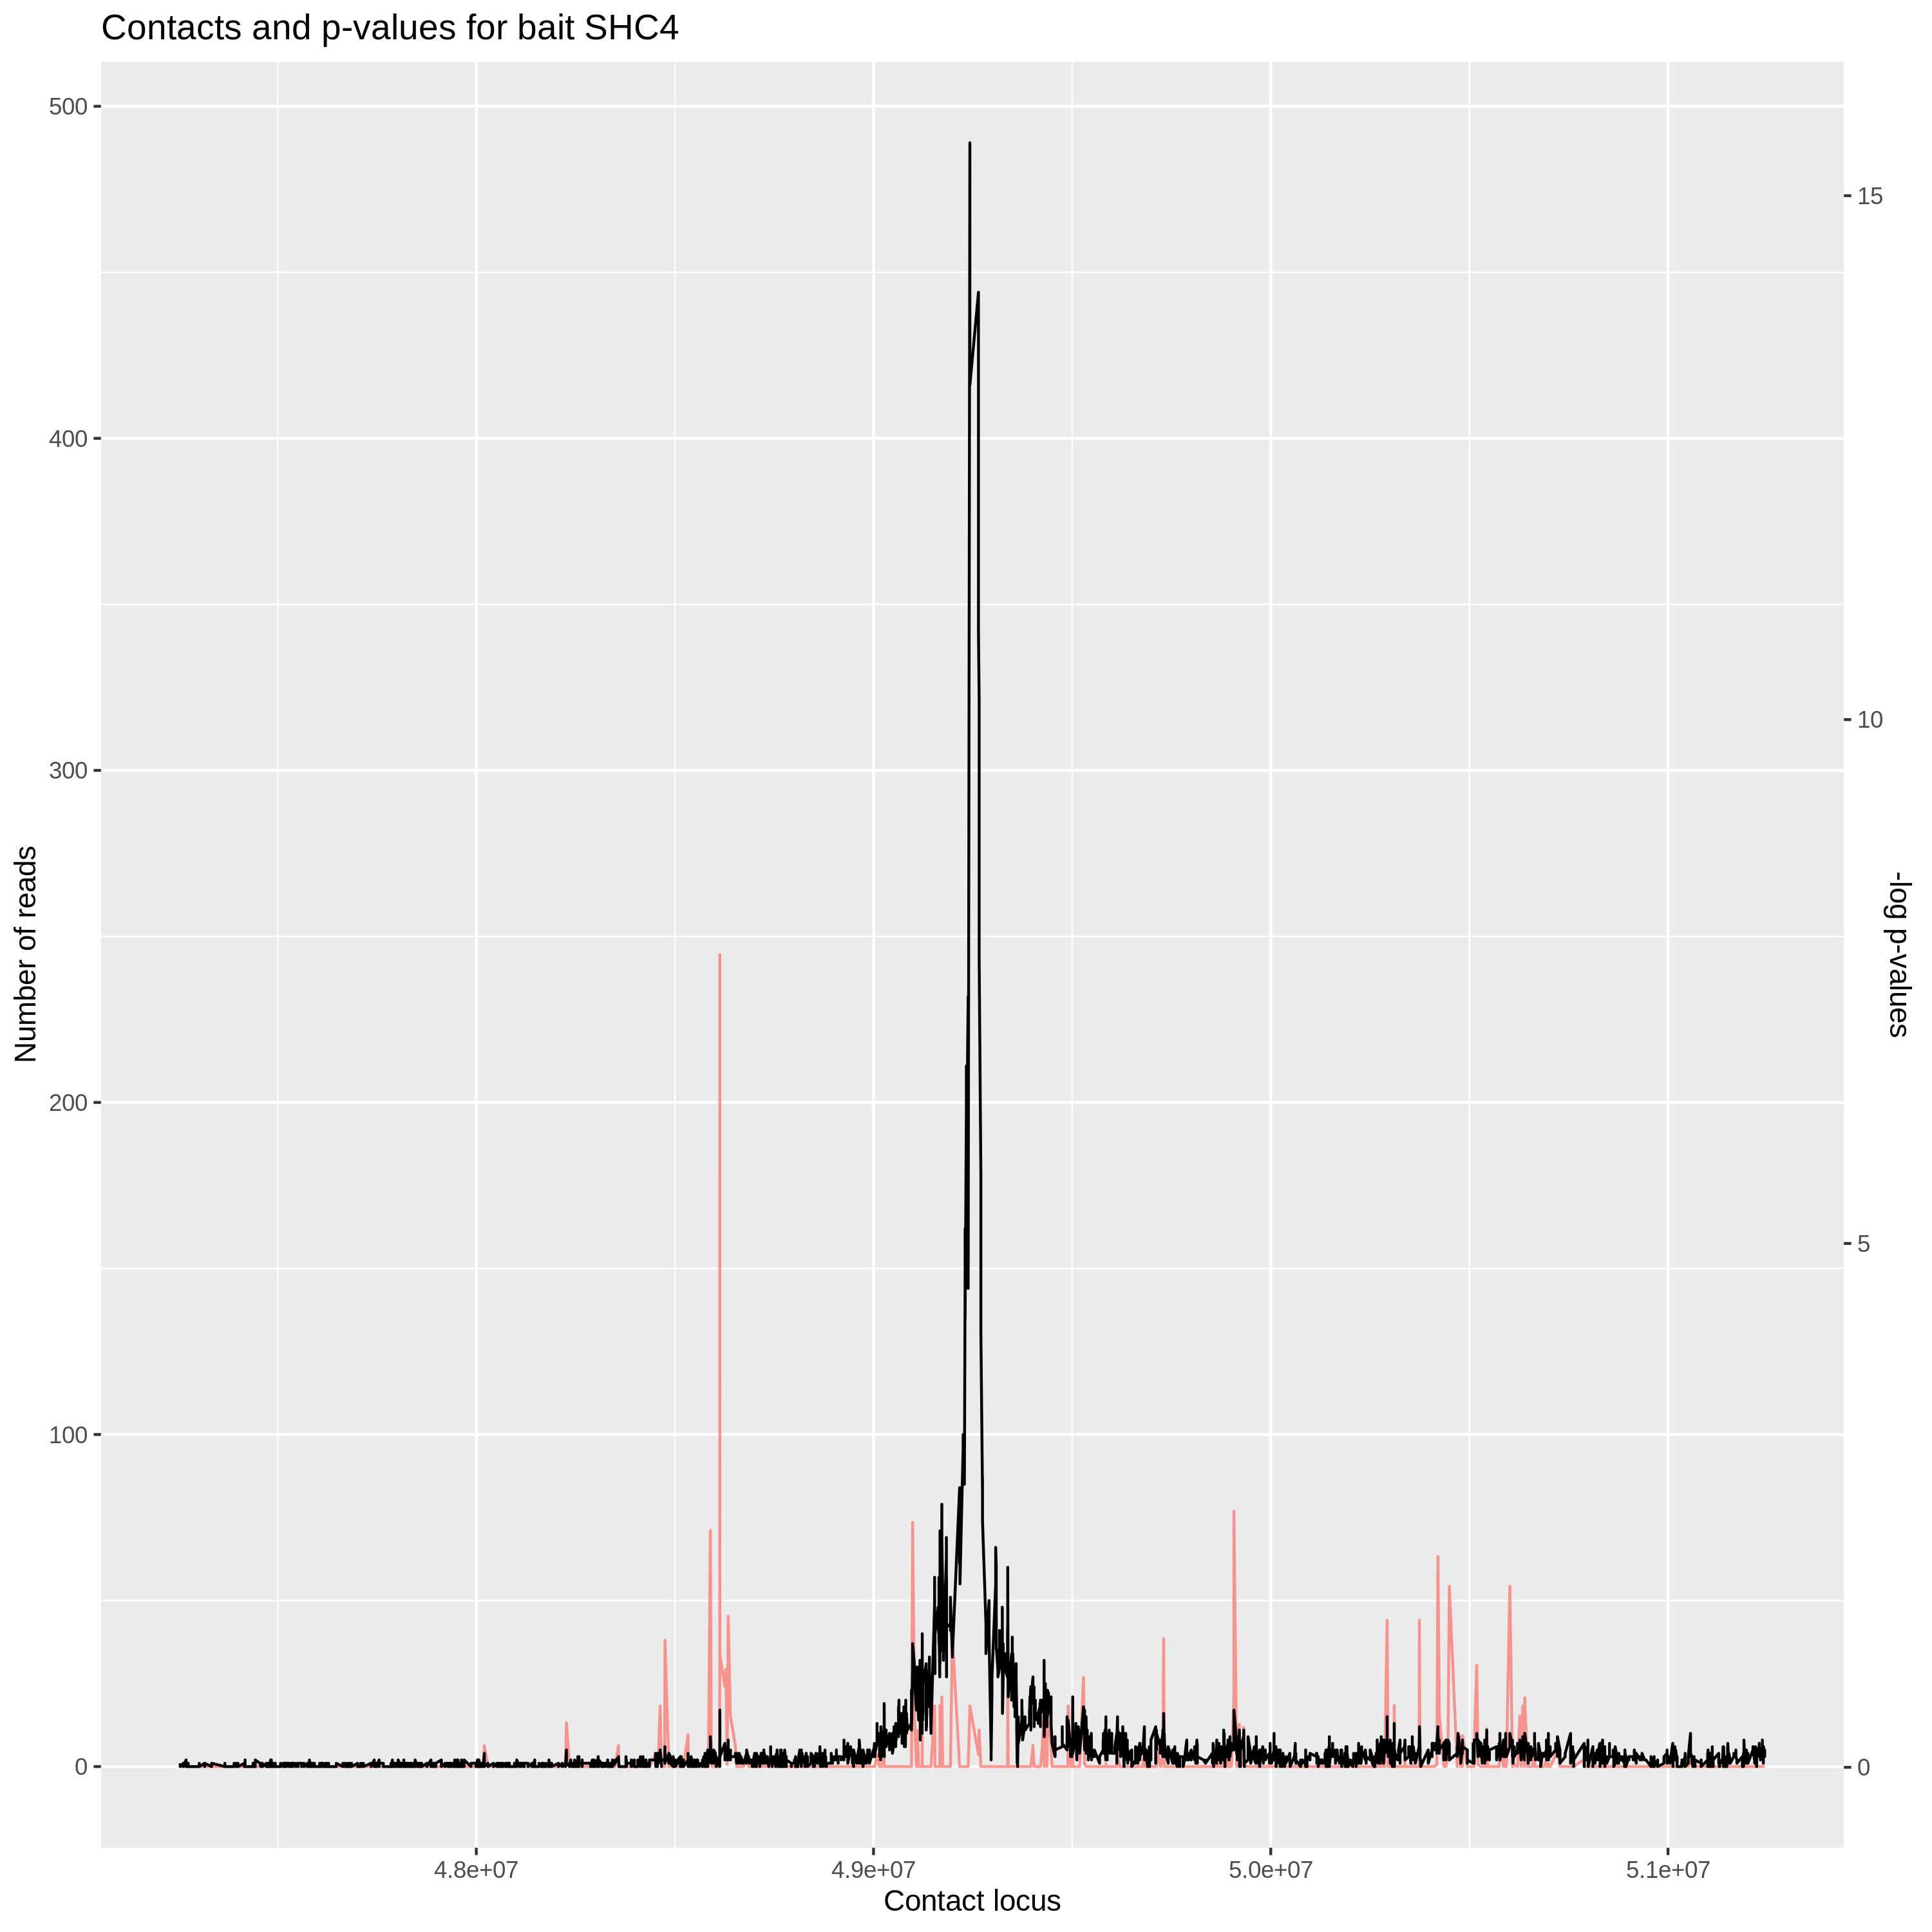 Contacts and p-values for bait SHC4
500
400
300
200
100
0
Number of reads
15
10
5
0
-log p-values
4.8e+07
4.9e+07
5.0e+07
5.1e+07
Contact locus